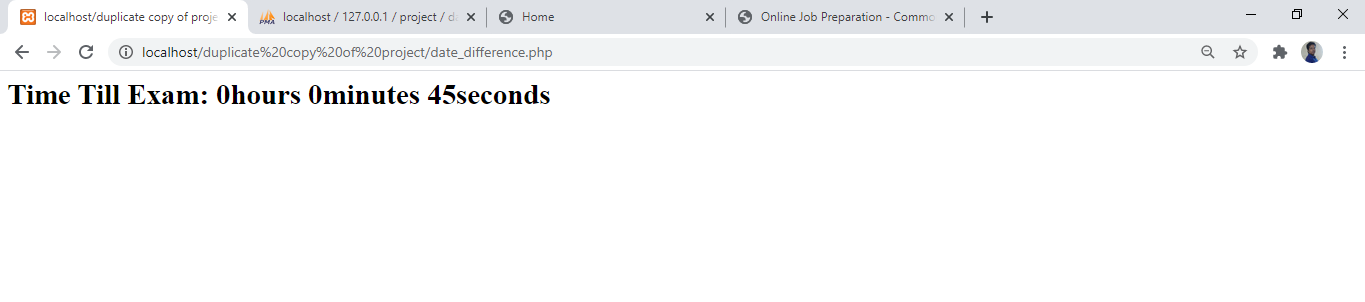 localhost/duplicate copy of proje
localhost / 127.0.0.1 / project / da
Home
Online Job Preparation - Commo
localhost/duplicate%20copy%20of%20project/date_difference.php
Time Till Exam: 0hours 0minutes 45seconds